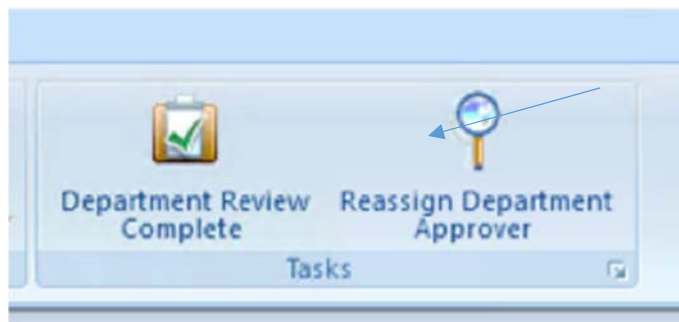 Department Review
Complete
Reassign Department
Approver
Tasks